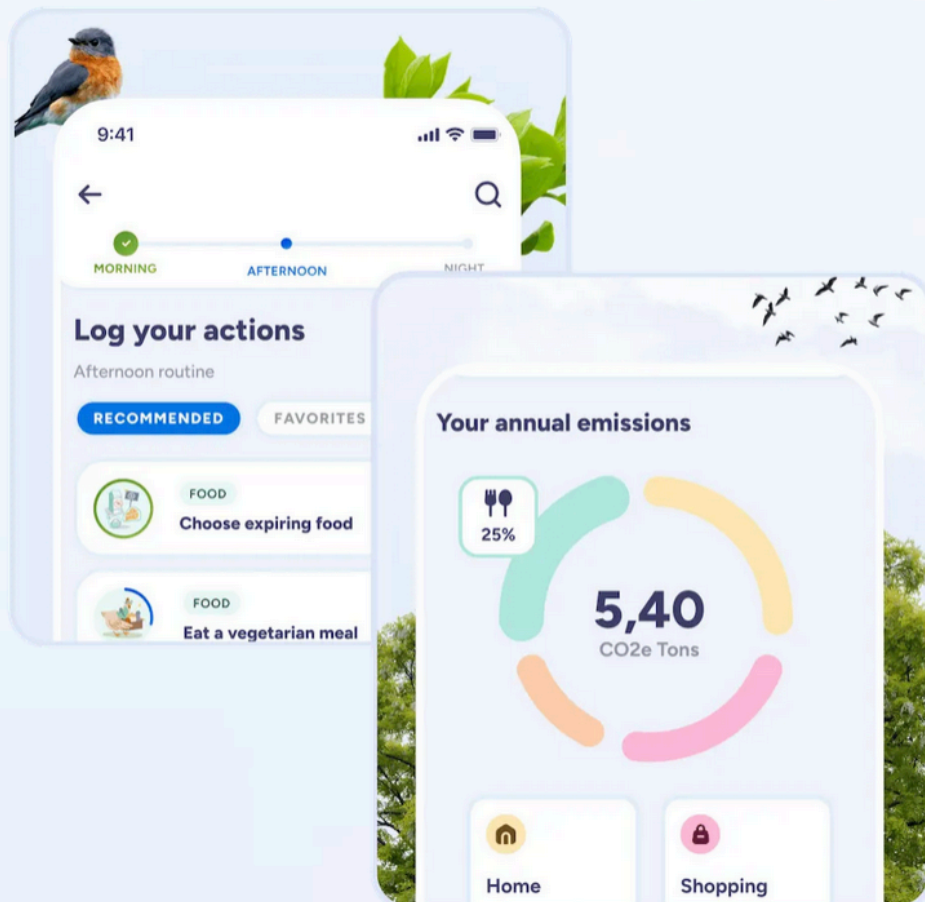 9:41
MORNING
AFTERNOON
NIGHT
Log your actions
Afternoon routine
RECOMMENDED
FAVORITES
FOOD
Choose expiring food
FOOD
Eat a vegetarian meal
Your annual emissions
25%
5,40
CO2e Tons
Home
Shopping